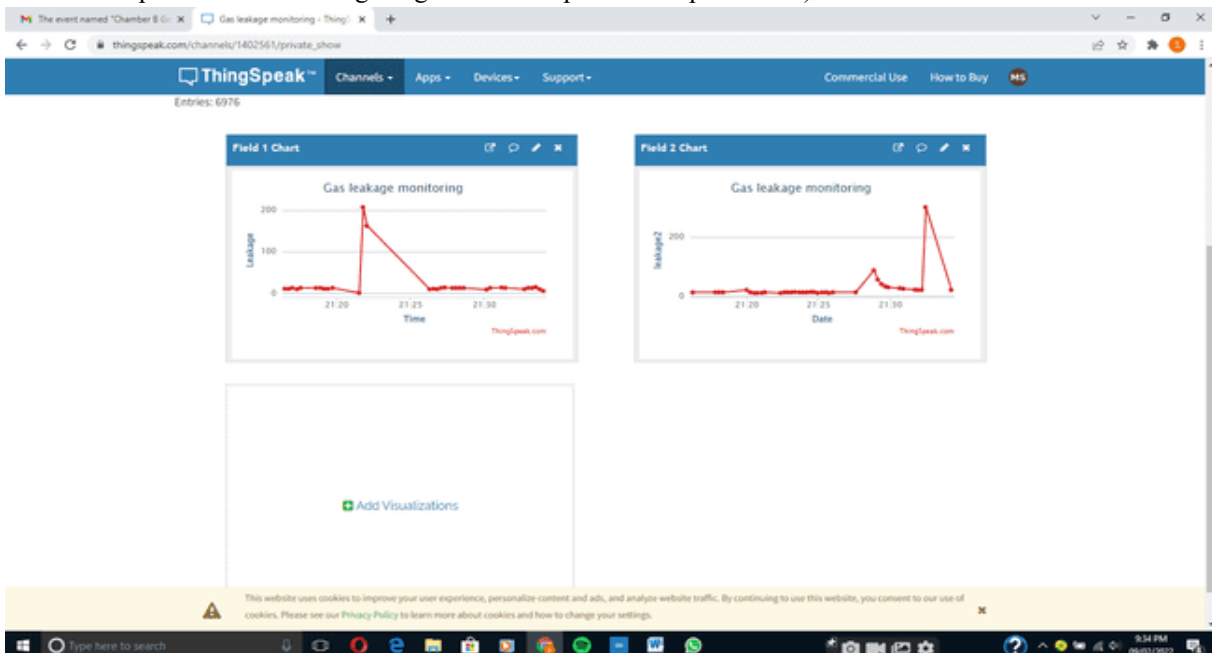 The event named "Chamber B G
Gas leakage monitoring - Thing
thingspeak.com/channels/1402561/private_show
ThingSpeak™ Channels Apps Devices Support Commercial Use How to Buy MS
Entries: 6976
Field 1 Chart
Gas leakage monitoring
200
100
0
Leakage
21:20 21:25 21:30
Time
ThingSpeak.com
Field 2 Chart
Gas leakage monitoring
200
0
leakage2
21:20 21:25 21:30
Date
ThingSpeak.com
Add Visualizations
This website uses cookies to improve your user experience, personalize content and ads, and analyze website traffic. By continuing to use this website, you consent to our use of
cookies. Please see our Privacy Policy to learn more about cookies and how to change your settings.
Type here to search
9:34 PM